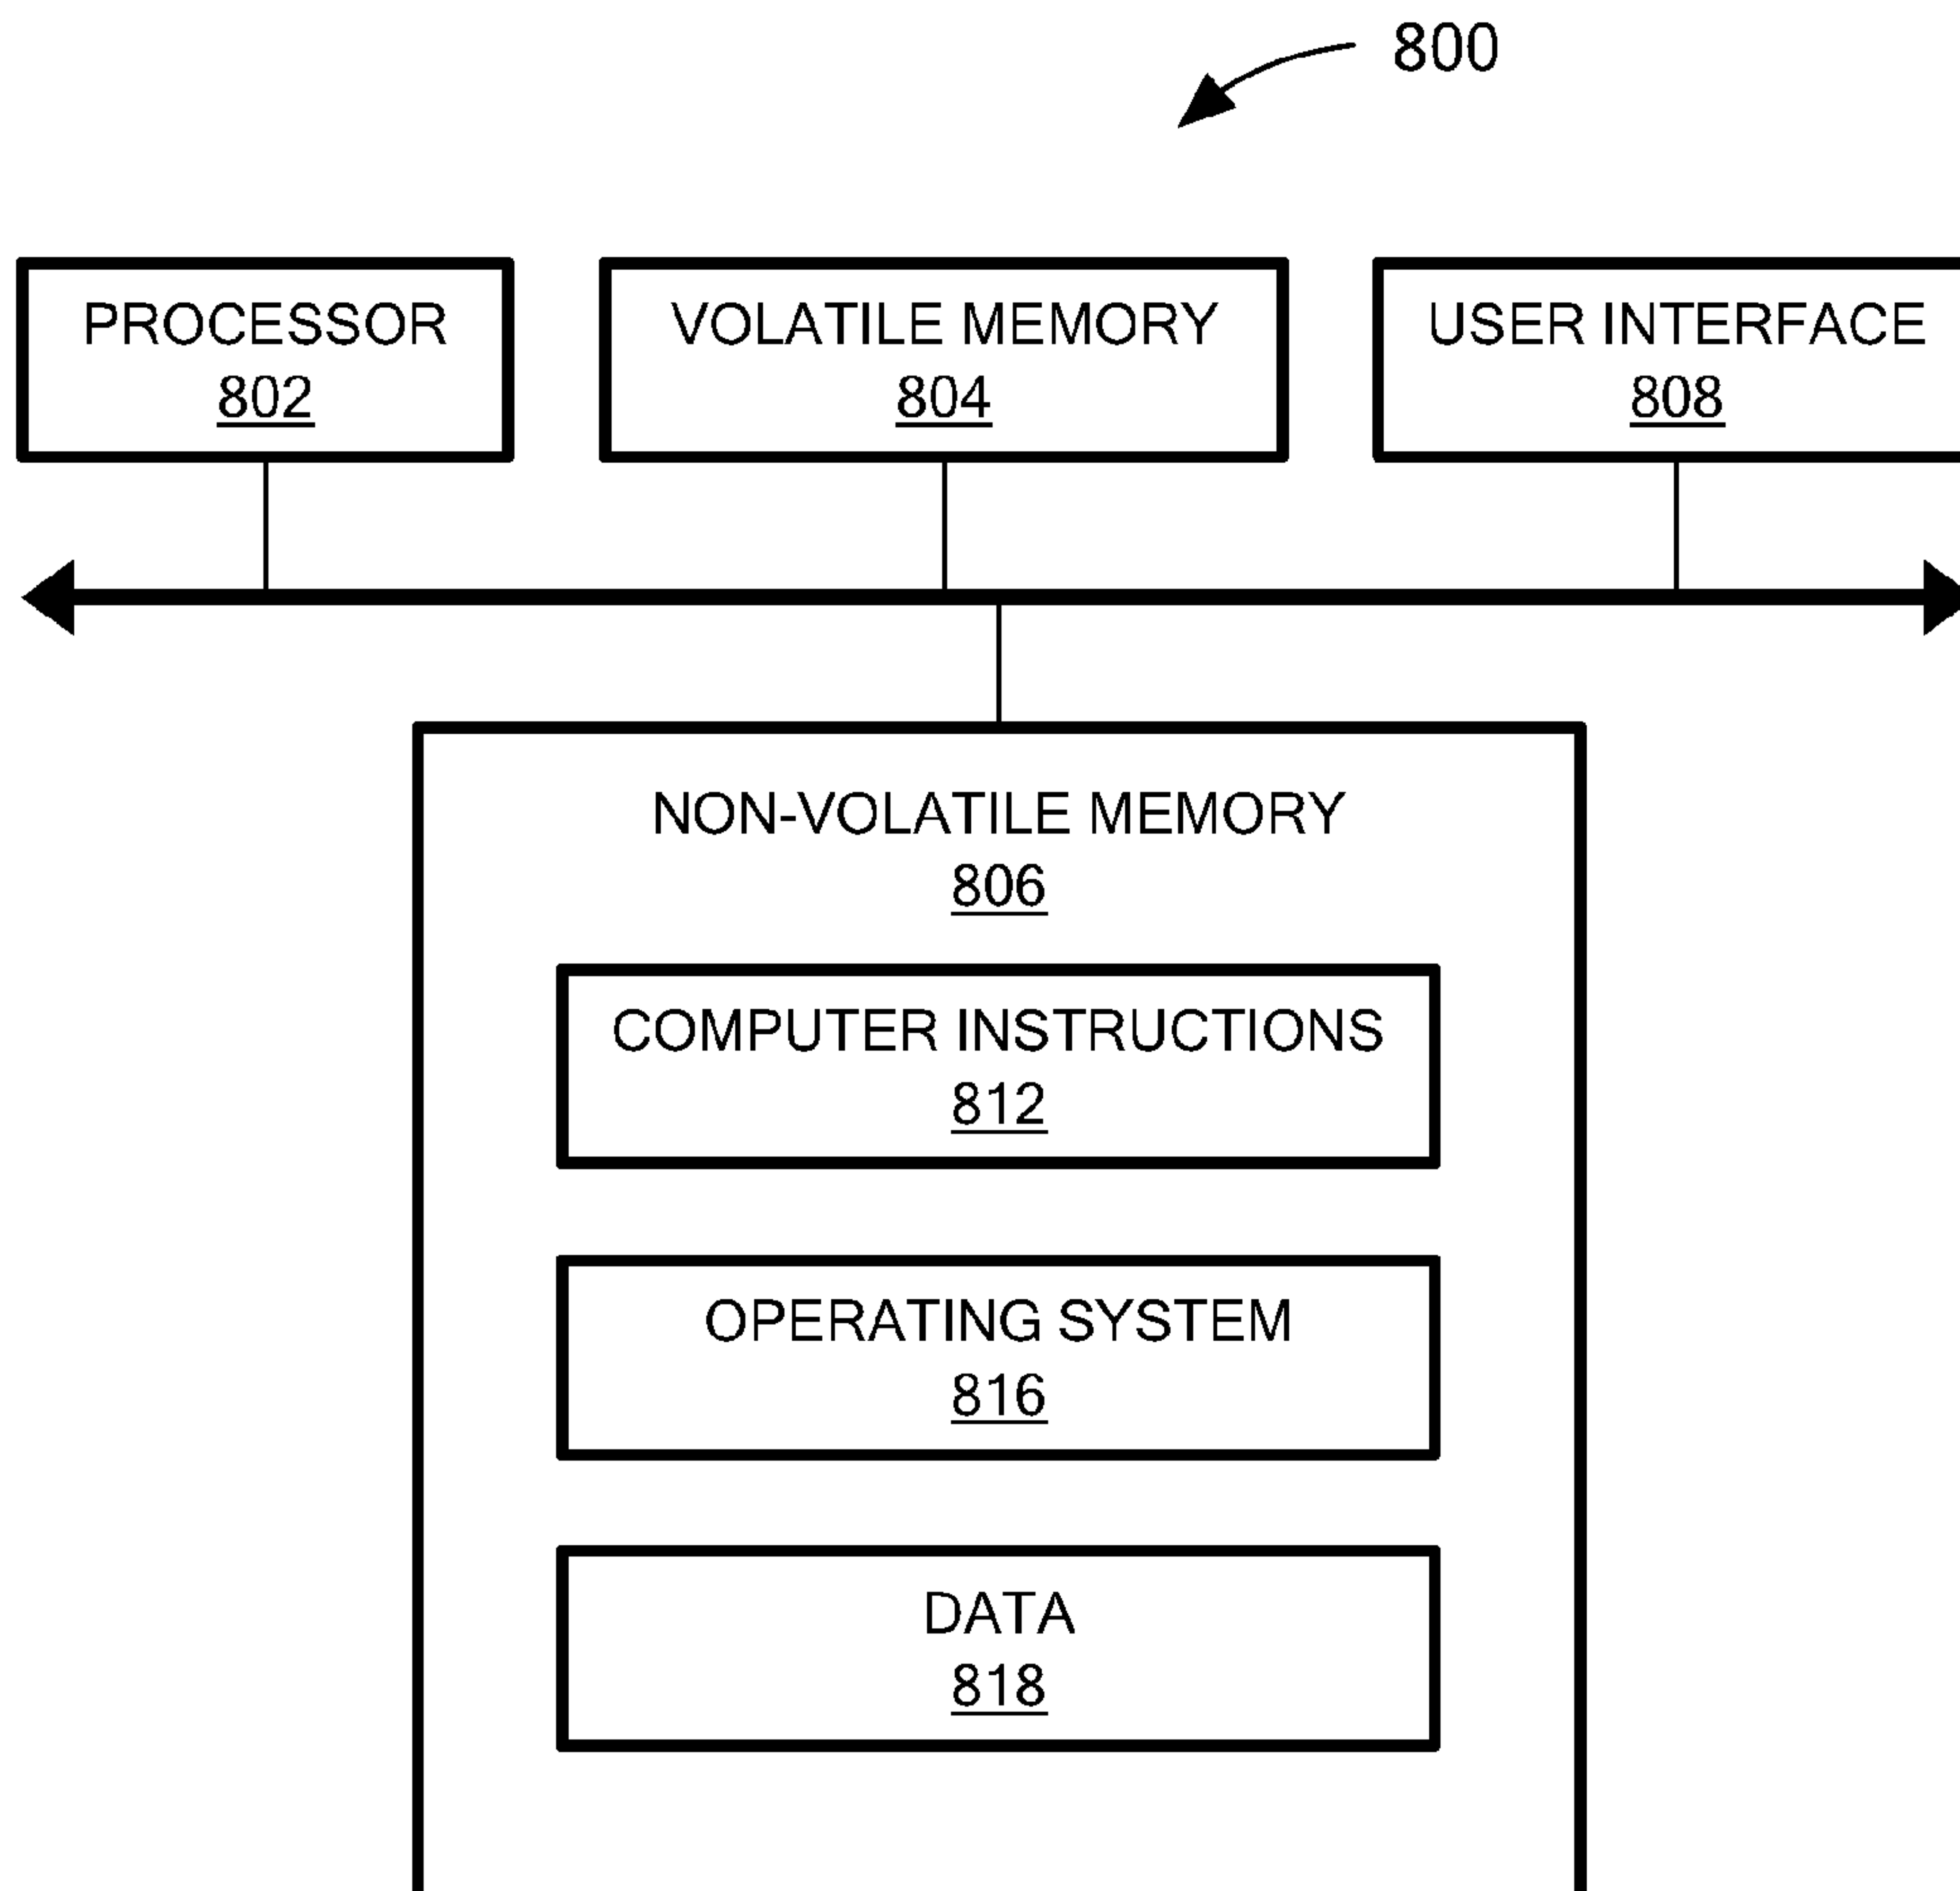 800
PROCESSOR
802
VOLATILE MEMORY
804
USER INTERFACE
808
NON-VOLATILE MEMORY
806
COMPUTER INSTRUCTIONS
812
OPERATING SYSTEM
816
DATA
818